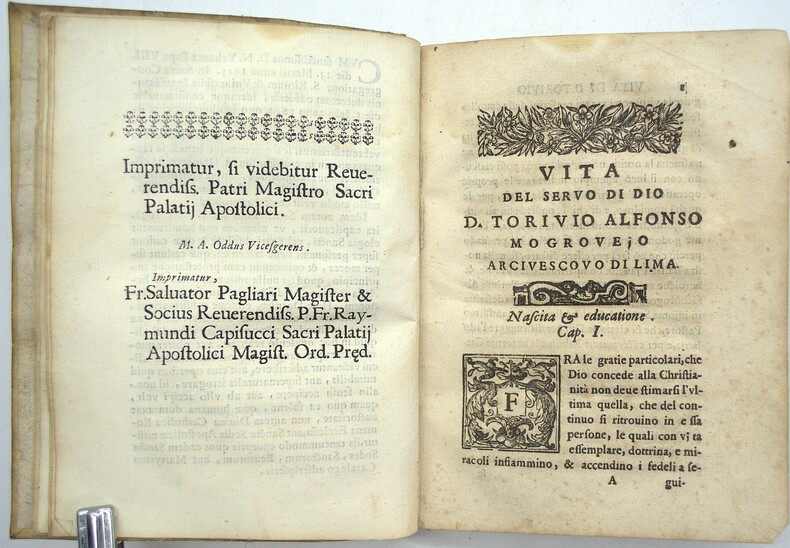 Imprimatur, ſi videbitur Reue-
rendiſs. Patri Magiſtro Sacri
Palatij Apoſtolici.
M. A. Oddus Viceſgerens.
Imprimatur,
Fr.Saluator Pagliari Magiſter &
Socius Reuerendiſs. P.Fr.Ray-
mundi Capiſucci Sacri Palatij
Apoſtolici Magiſt. Ord. Pręd.
VITA
DEL SERVO DI DIO
D. TORIVIO ALFONSO
MOGROVEjO
ARCIVESCOVO DI LIMA.
Naſcita & educatione.
Cap. I.
FRA le gratie particolari, che
Dio concede alla Chriſtia-
nità non deue ſtimarſi l'vl-
tima quella, che del con-
tinuo ſi ritrouino in e ſſa
perſone, le quali con vita
eſſemplare, dottrina, e mi-
racoli infiammino, & accendino i fedeli a ſe-
A gui-